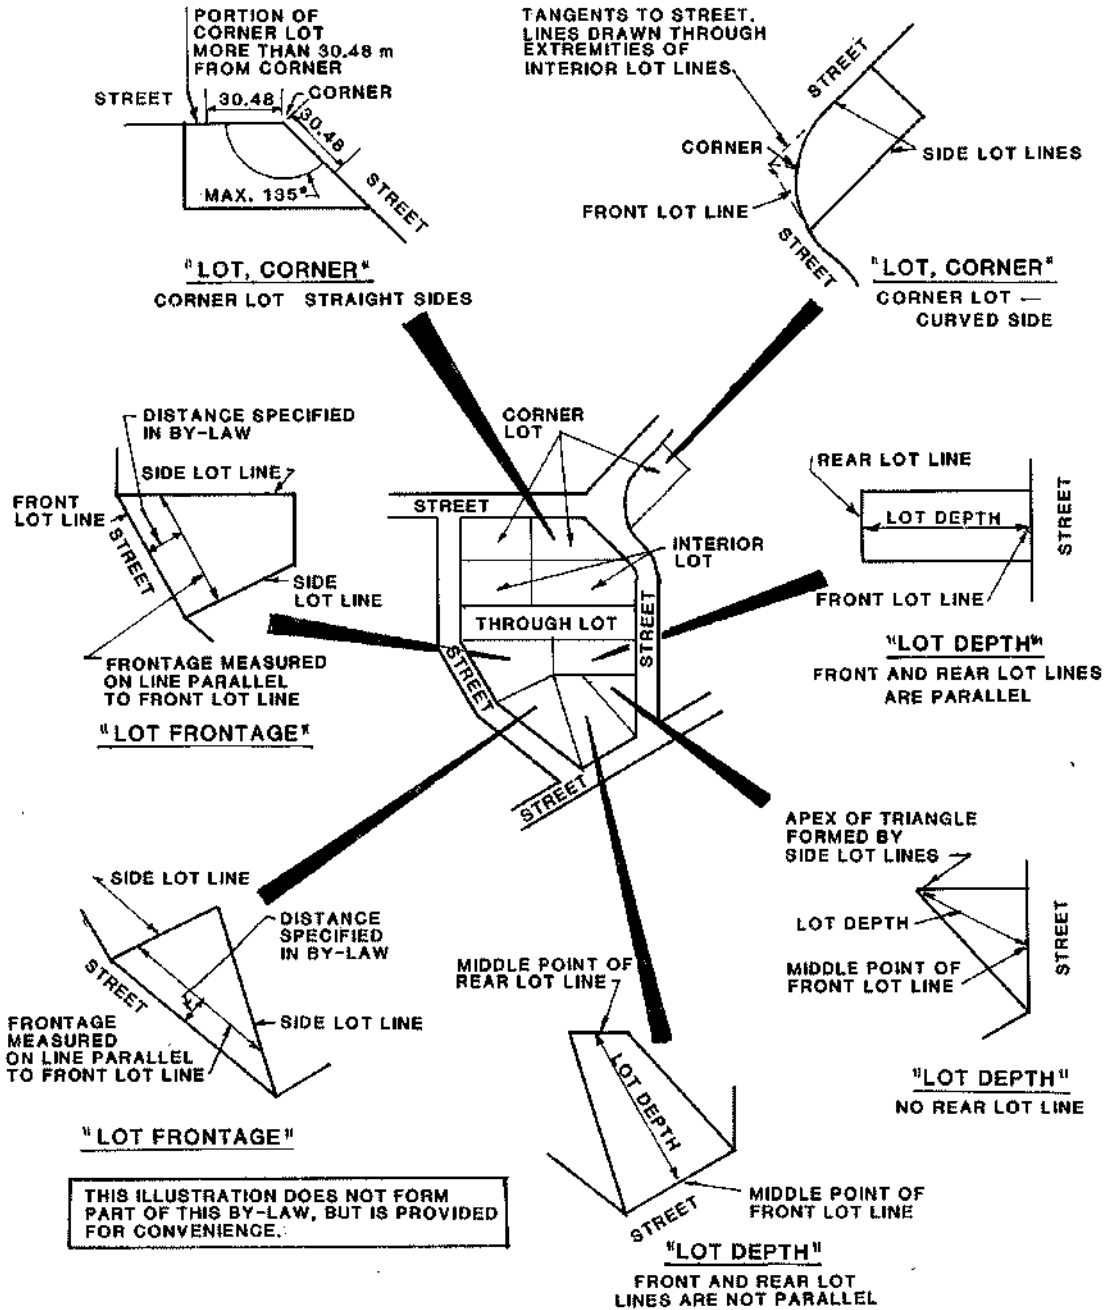 PORTION OF
CORNER LOT
MORE THAN 30.48 m
FROM CORNER
STREET
30.48
CORNER
30.48
MAX. 135°
STREET
"LOT, CORNER"
CORNER LOT STRAIGHT SIDES
TANGENTS TO STREET.
LINES DRAWN THROUGH
EXTREMITIES OF
INTERIOR LOT LINES
STREET
CORNER
SIDE LOT LINES
FRONT LOT LINE
STREET
"LOT, CORNER"
CORNER LOT —
CURVED SIDE
DISTANCE SPECIFIED
IN BY-LAW
SIDE LOT LINE
FRONT
LOT LINE
STREET
SIDE
LOT LINE
FRONTAGE MEASURED
ON LINE PARALLEL
TO FRONT LOT LINE
"LOT FRONTAGE"
CORNER
LOT
STREET
INTERIOR
LOT
THROUGH LOT
STREET
STREET
STREET
REAR LOT LINE
LOT DEPTH
STREET
FRONT LOT LINE
"LOT DEPTH"
FRONT AND REAR LOT LINES
ARE PARALLEL
SIDE LOT LINE
DISTANCE
SPECIFIED
IN BY-LAW
STREET
SIDE LOT LINE
FRONTAGE
MEASURED
ON LINE PARALLEL
TO FRONT LOT LINE
"LOT FRONTAGE"
MIDDLE POINT OF
REAR LOT LINE
LOT DEPTH
STREET
MIDDLE POINT OF
FRONT LOT LINE
"LOT DEPTH"
FRONT AND REAR LOT
LINES ARE NOT PARALLEL
APEX OF TRIANGLE
FORMED BY
SIDE LOT LINES
LOT DEPTH
STREET
MIDDLE POINT OF
FRONT LOT LINE
"LOT DEPTH"
NO REAR LOT LINE
THIS ILLUSTRATION DOES NOT FORM
PART OF THIS BY-LAW, BUT IS PROVIDED
FOR CONVENIENCE.